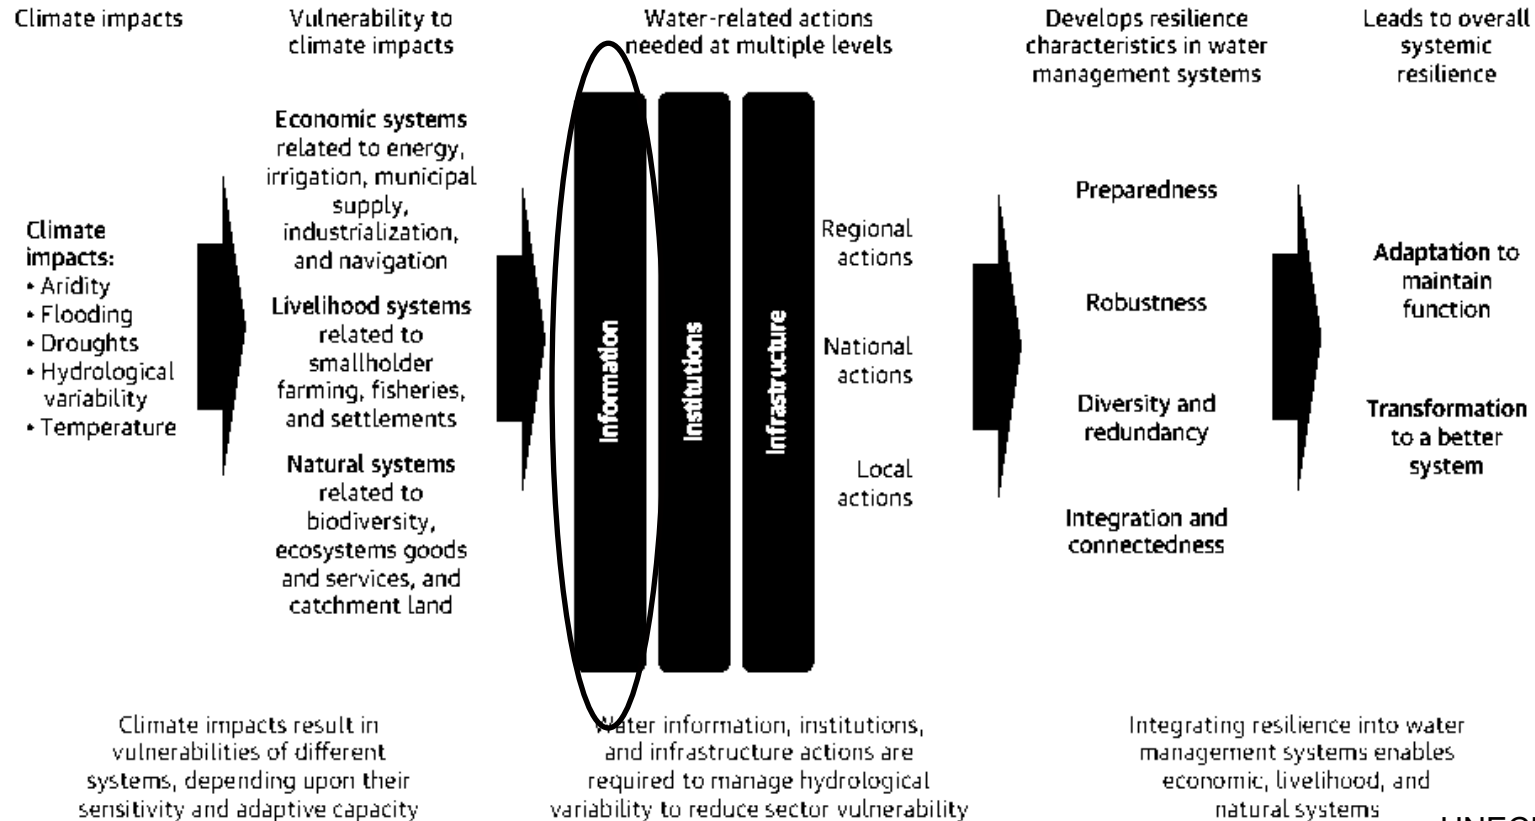 Climate impacts
Vulnerability to
climate impacts
Water-related actions
needed at multiple levels
Develops resilience
characteristics in water
management systems
Leads to overall
systemic
resilience
Climate
impacts:
• Aridity
• Flooding
• Droughts
• Hydrological
variability
• Temperature
Economic systems
related to energy,
irrigation, municipal
supply,
industrialization,
and navigation
Livelihood systems
related to
smallholder
farming, fisheries,
and settlements
Natural systems
related to
biodiversity,
ecosystems goods
and services, and
catchment land
Information
Institutions
Infrastructure
Regional
actions
National
actions
Local
actions
Preparedness
Robustness
Diversity and
redundancy
Integration and
connectedness
Adaptation to
maintain
function
Transformation
to a better
system
Climate impacts result in
vulnerabilities of different
systems, depending upon their
sensitivity and adaptive capacity
Water information, institutions,
and infrastructure actions are
required to manage hydrological
variability to reduce sector vulnerability
Integrating resilience into water
management systems enables
economic, livelihood, and
natural systems